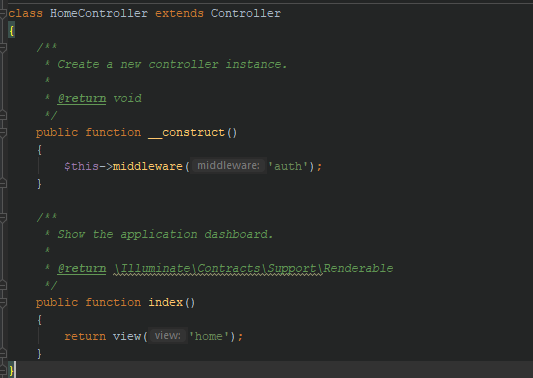 class HomeController extends Controller
{
    /**
     * Create a new controller instance.
     *
     * @return void
     */
    public function __construct()
    {
        $this->middleware( middleware: 'auth');
    }

    /**
     * Show the application dashboard.
     *
     * @return \Illuminate\Contracts\Support\Renderable
     */
    public function index()
    {
        return view( view: 'home');
    }
}